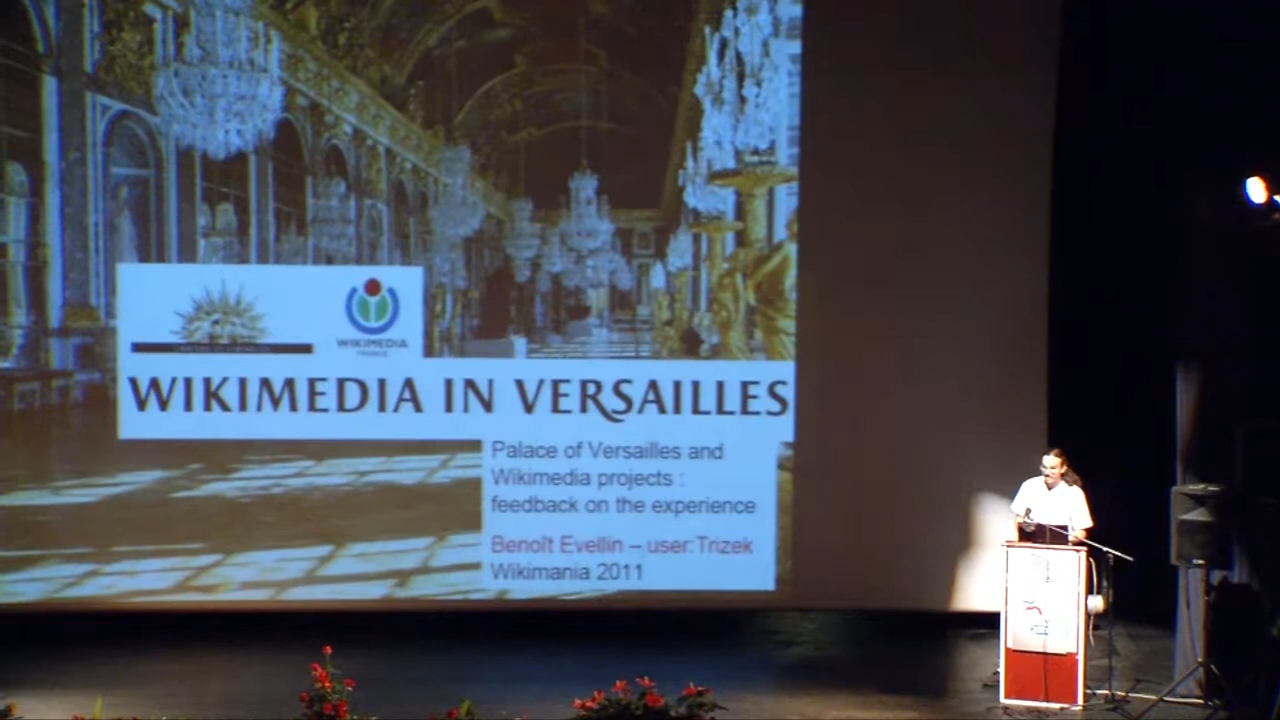 WIKIMEDIA
FRANCE
WIKIMEDIA IN VERSAILLES
Palace of Versailles and
Wikimedia projects :
feedback on the experience
Benoît Evellin – user:Trizek
Wikimania 2011